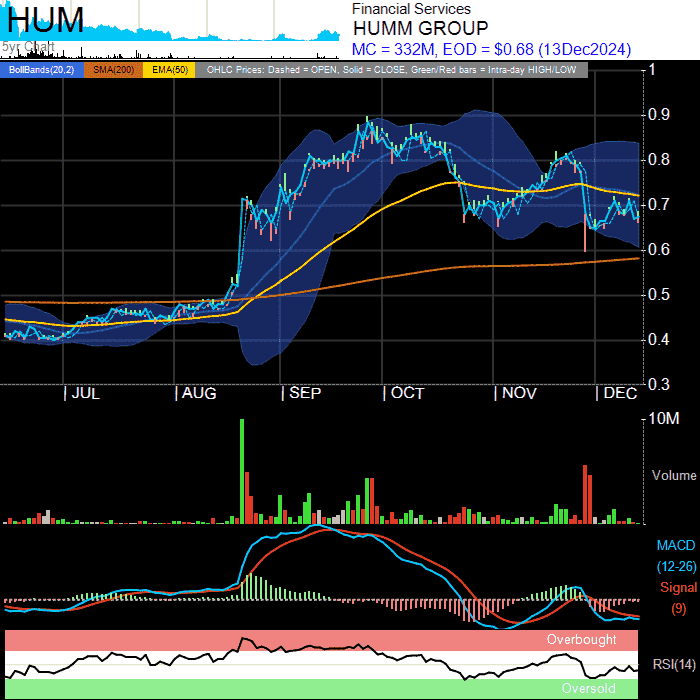 HUM
5yr Chart
Financial Services
HUMM GROUP
MC = 332M, EOD = $0.68 (13Dec2024)
BollBands(20,2) SMA(200) EMA(50) OHLC Prices: Dashed = OPEN, Solid = CLOSE, Green/Red bars = Intra-day HIGH/LOW
1
0.9
0.8
0.7
0.6
0.5
0.4
0.3
JUL AUG SEP OCT NOV DEC
10M
Volume
MACD
(12-26)
Signal
(9)
Overbought
RSI(14)
Oversold